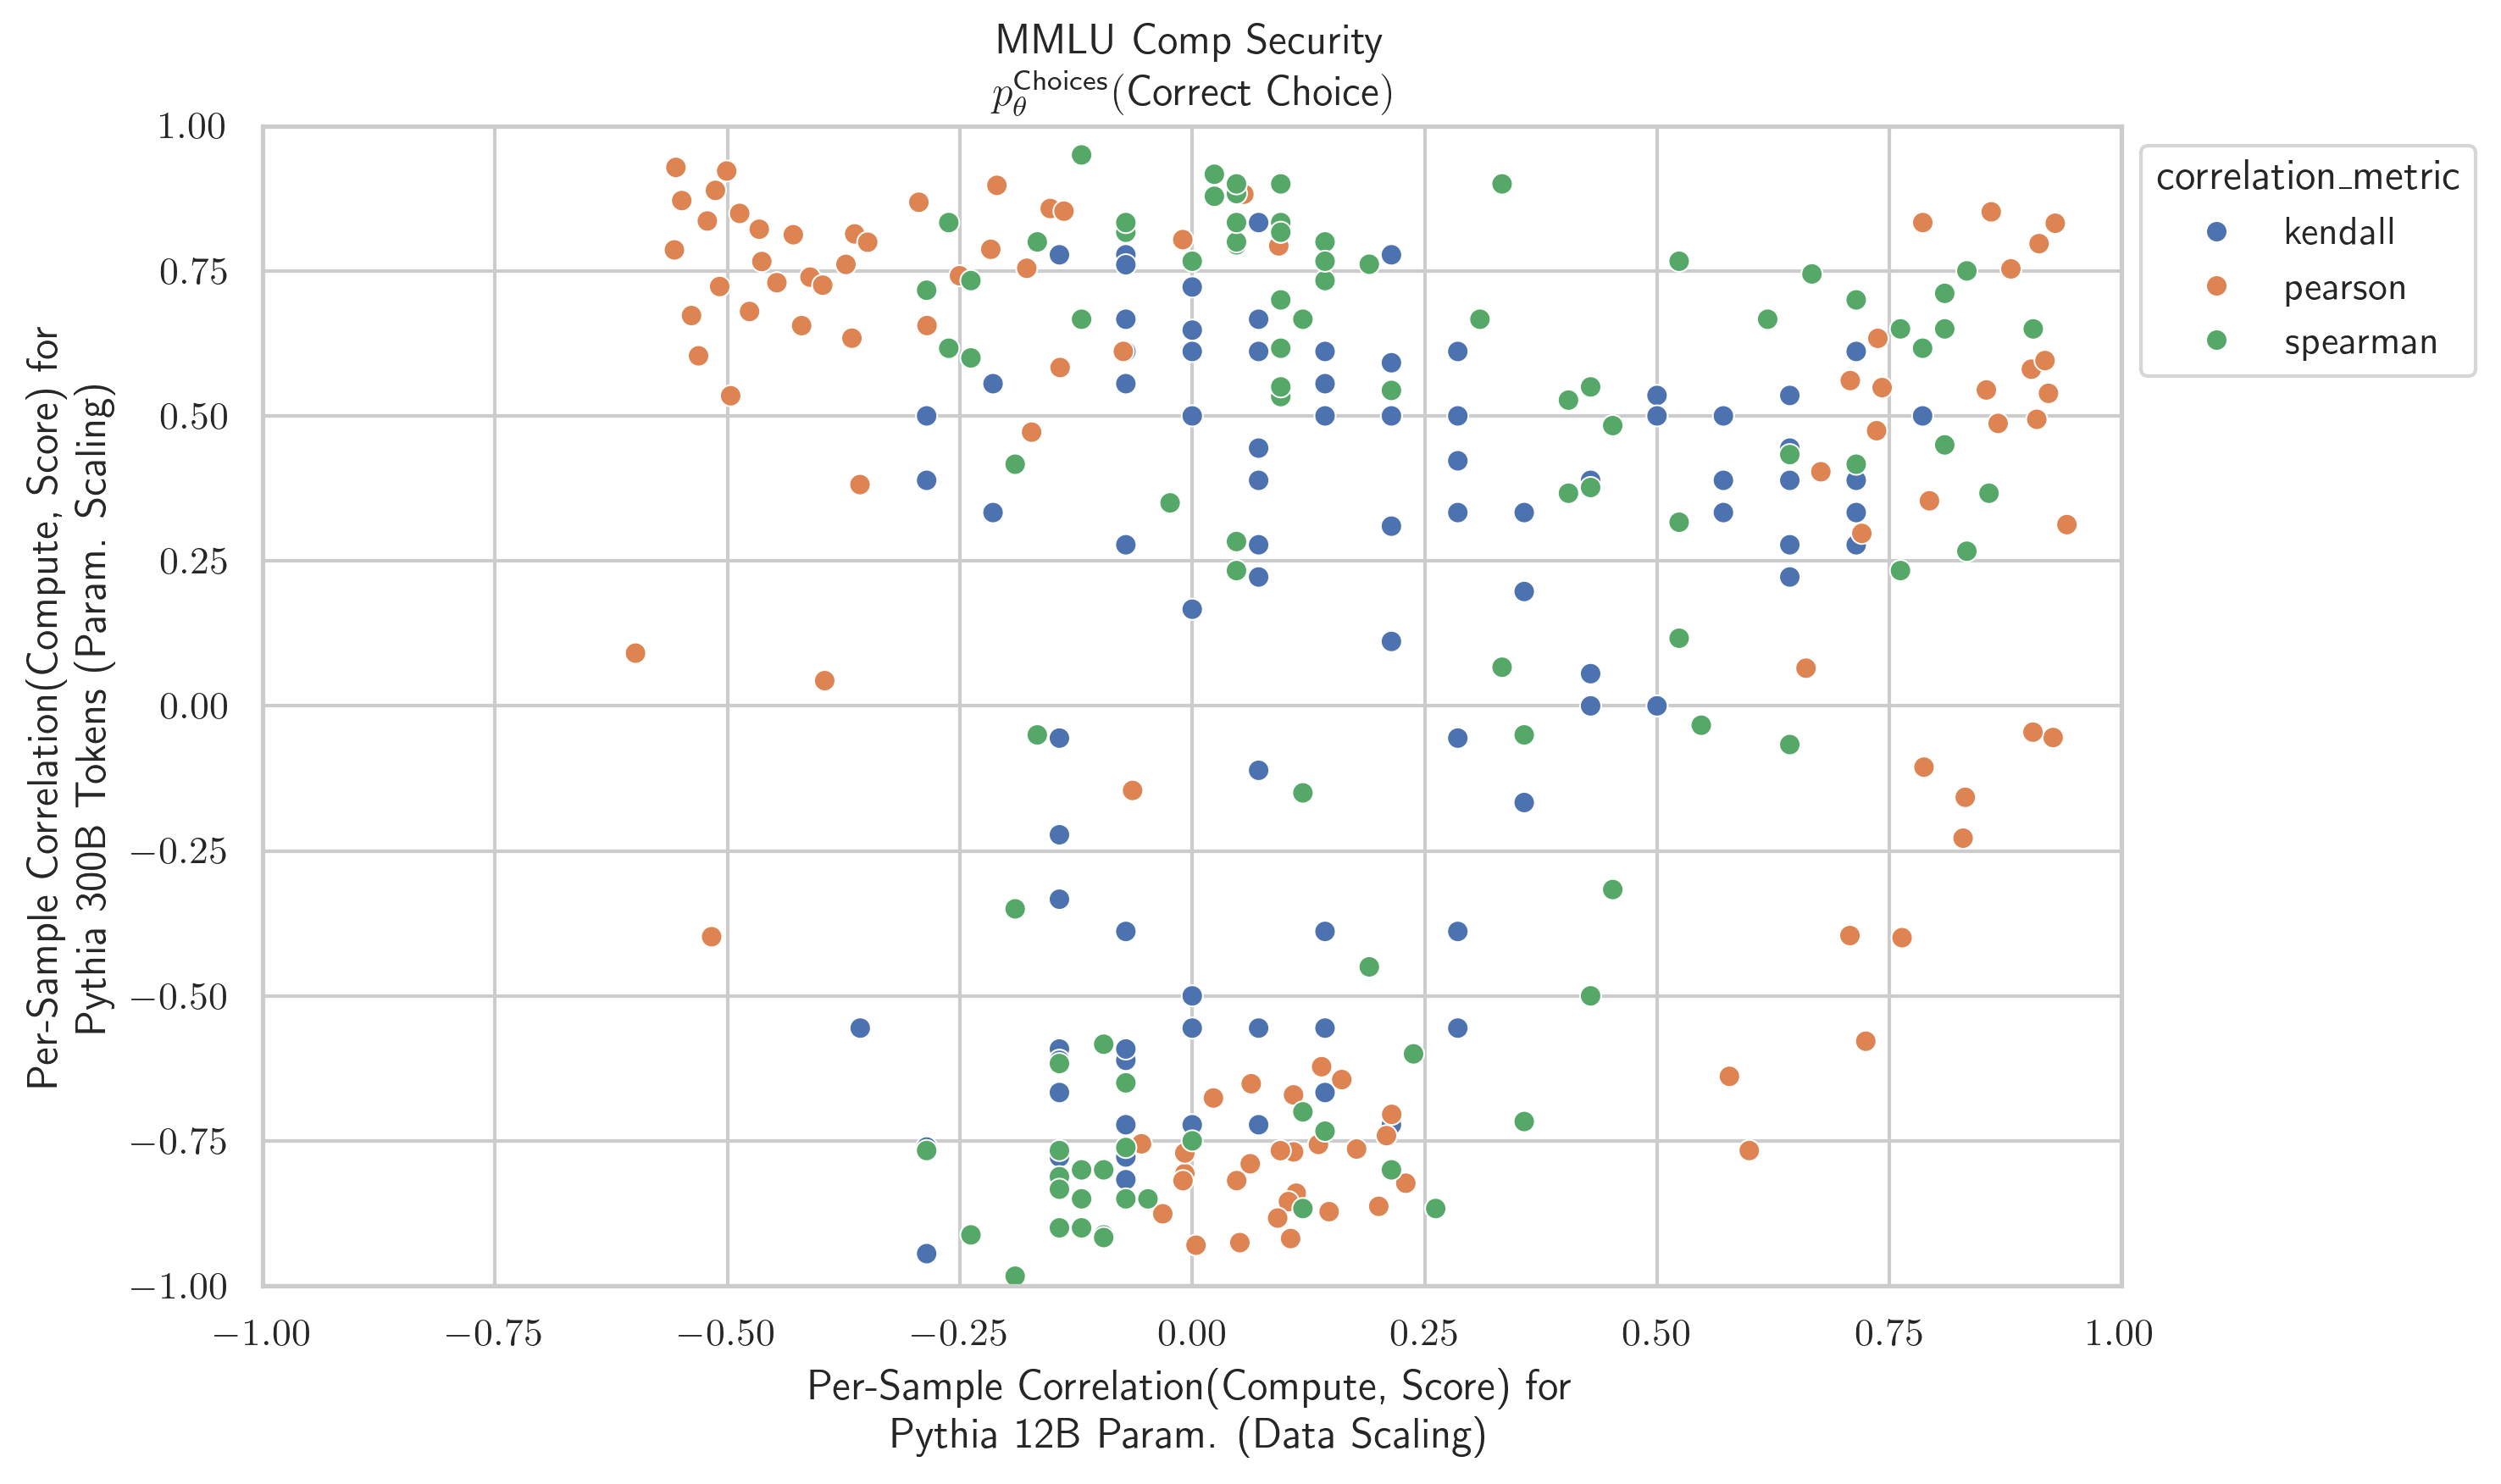 MMLU Comp Security
p_θ^Choices(Correct Choice)
1.00
0.75
0.50
0.25
0.00
−0.25
−0.50
−0.75
−1.00
Per-Sample Correlation(Compute, Score) for
Pythia 300B Tokens (Param. Scaling)
correlation_metric
kendall
pearson
spearman
−1.00 −0.75 −0.50 −0.25 0.00 0.25 0.50 0.75 1.00
Per-Sample Correlation(Compute, Score) for
Pythia 12B Param. (Data Scaling)